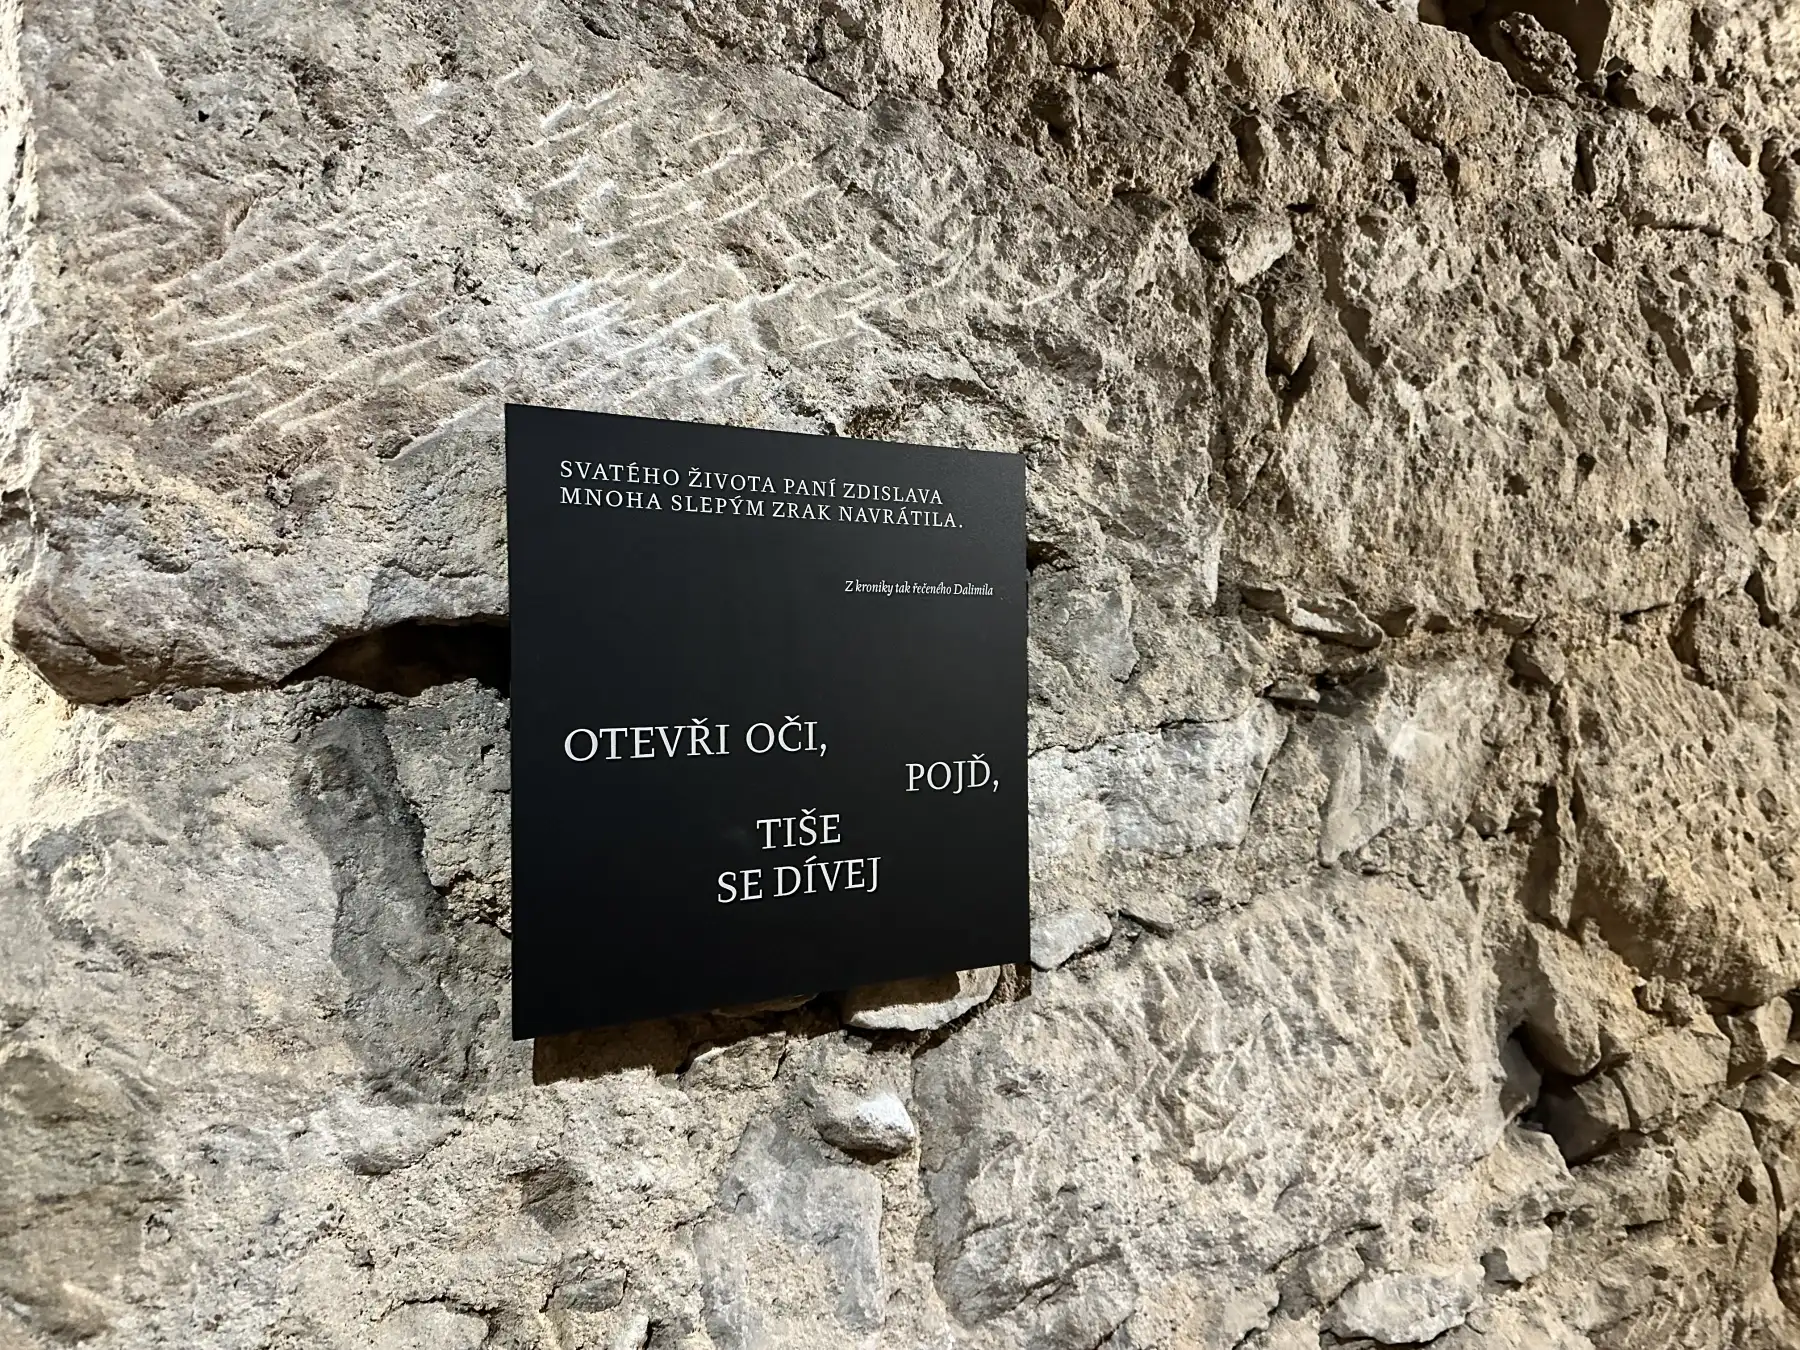 SVATÉHO ŽIVOTA PANÍ ZDISLAVA
MNOHA SLEPÝM ZRAK NAVRÁTILA.
Z kroniky tak řečeného Dalimila
OTEVŘI OČI,
POJĎ,
TIŠE
SE DÍVEJ